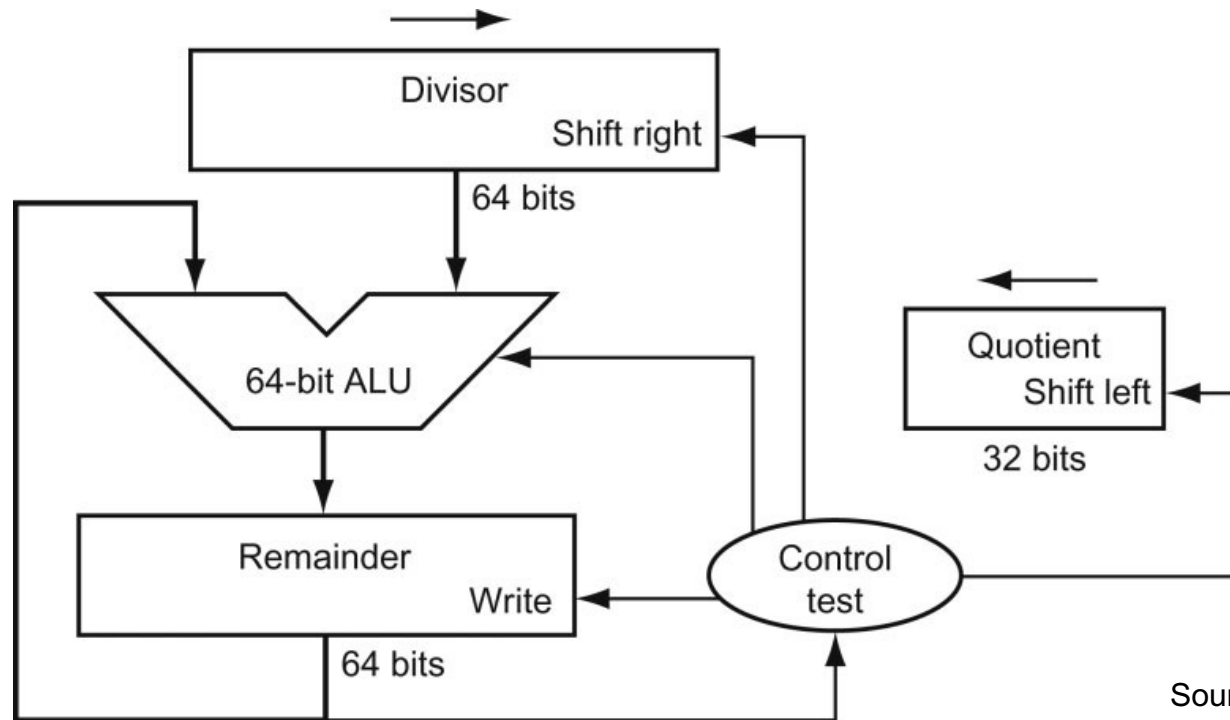 Divisor
Shift right
64 bits
64-bit ALU
Quotient
Shift left
32 bits
Remainder
Write
Control
test
64 bits